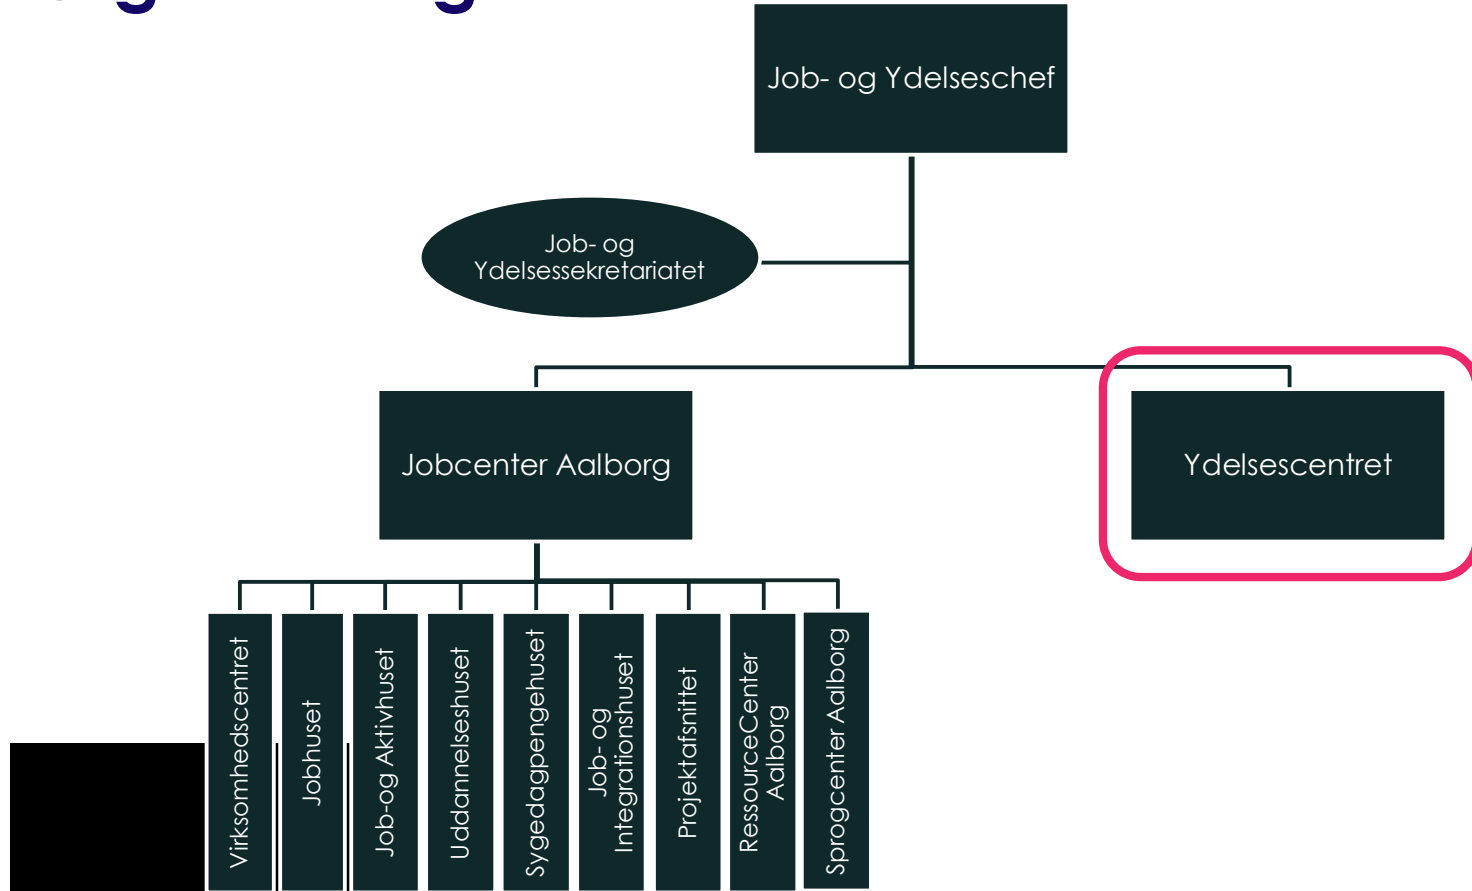 Job- og Ydelseschef
Job- og
Ydelsessekretariatet
Jobcenter Aalborg
Ydelsescentret
Virksomhedscentret
Jobhuset
Job-og Aktivhuset
Uddannelseshuset
Sygedagpengehuset
Job- og
Integrationshuset
Projektafsnittet
RessourceCenter
Aalborg
Sprogcenter Aalborg